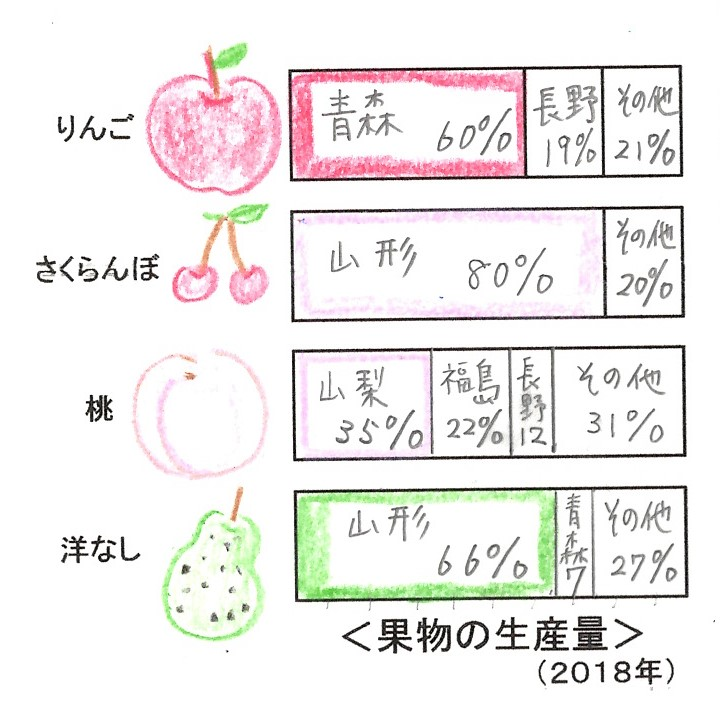 りんご
青森 60%
長野 19%
その他 21%
さくらんぼ
山形 80%
その他 20%
桃
山梨 35%
福島 22%
長野 12
その他 31%
洋なし
山形 66%
青森 7
その他 27%
＜果物の生産量＞
（2018年）